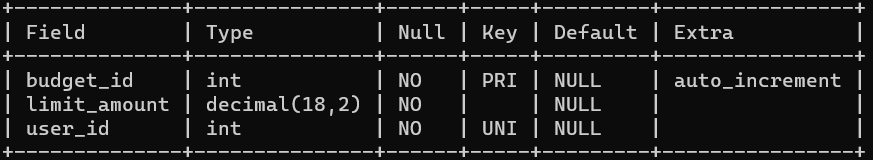 +--------------+---------------+------+-----+---------+----------------+
| Field        | Type          | Null | Key | Default | Extra          |
+--------------+---------------+------+-----+---------+----------------+
| budget_id    | int           | NO   | PRI | NULL    | auto_increment |
| limit_amount | decimal(18,2) | NO   |     | NULL    |                |
| user_id      | int           | NO   | UNI | NULL    |                |
+--------------+---------------+------+-----+---------+----------------+